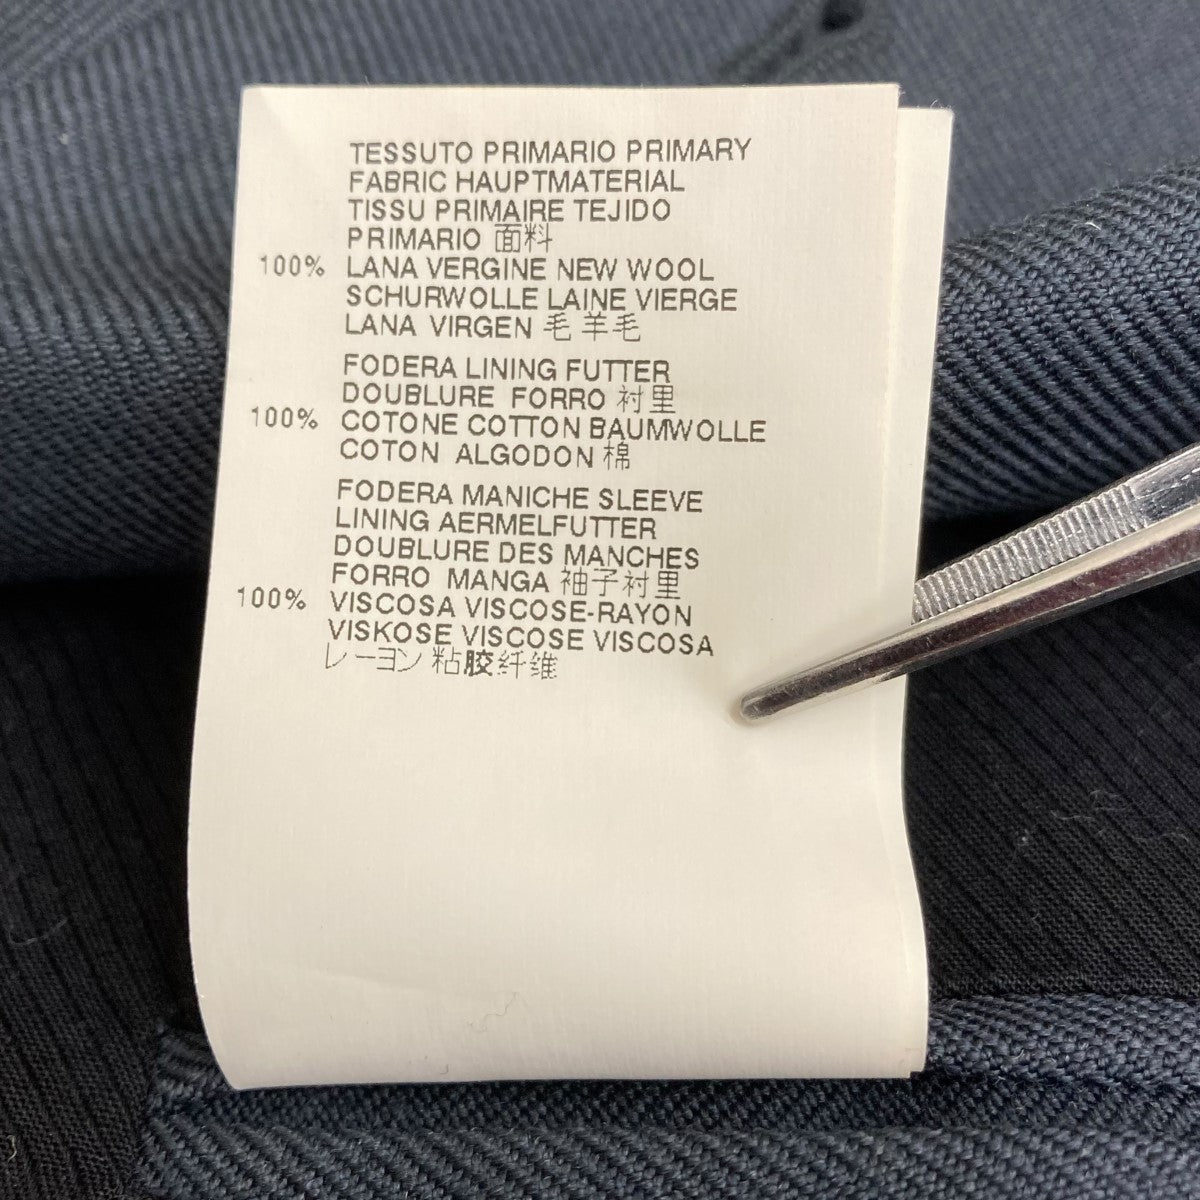 TESSUTO PRIMARIO PRIMARY
FABRIC HAUPTMATERIAL
TISSU PRIMAIRE TEJIDO
PRIMARIO 面料
100% LANA VERGINE NEW WOOL
SCHURWOLLE LAINE VIERGE
LANA VIRGEN 毛 羊毛
FODERA LINING FUTTER
DOUBLURE FORRO 衬里
100% COTONE COTTON BAUMWOLLE
COTON ALGODON 棉
FODERA MANICHE SLEEVE
LINING AERMELFUTTER
DOUBLURE DES MANCHES
FORRO MANGA 袖子衬里
100% VISCOSA VISCOSE-RAYON
VISKOSE VISCOSE VISCOSA
レーヨン 粘胶纤维